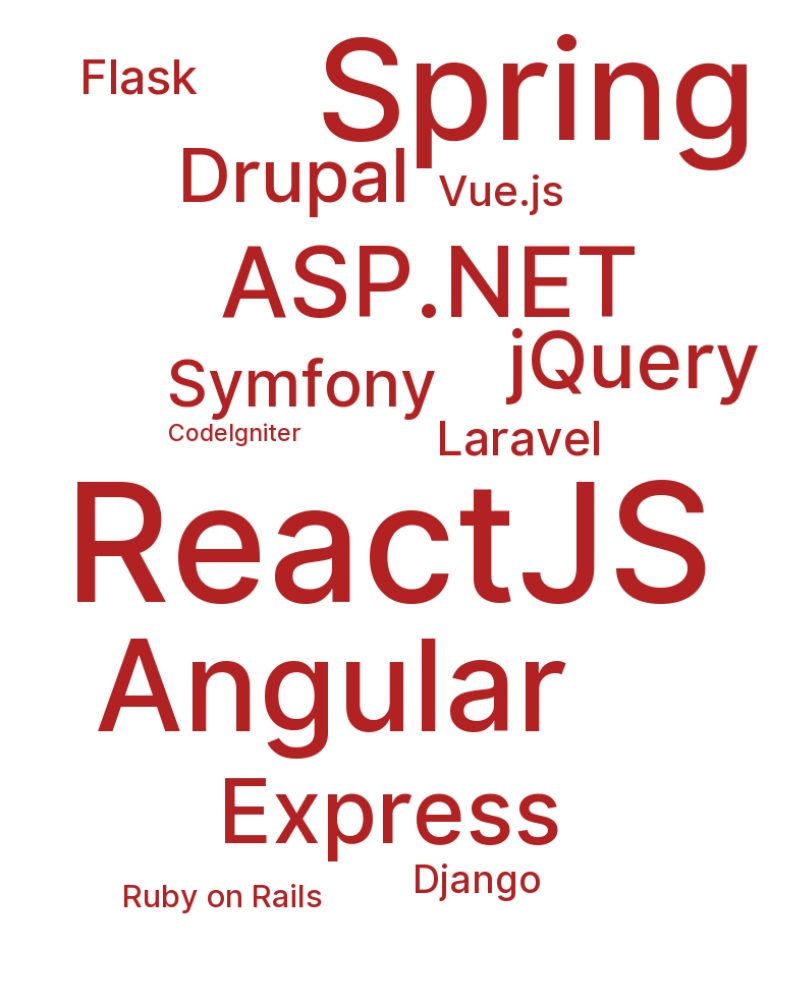 Spring
Flask
Drupal
Vue.js
ASP.NET
jQuery
Symfony
CodeIgniter
Laravel
ReactJS
Angular
Express
Django
Ruby on Rails